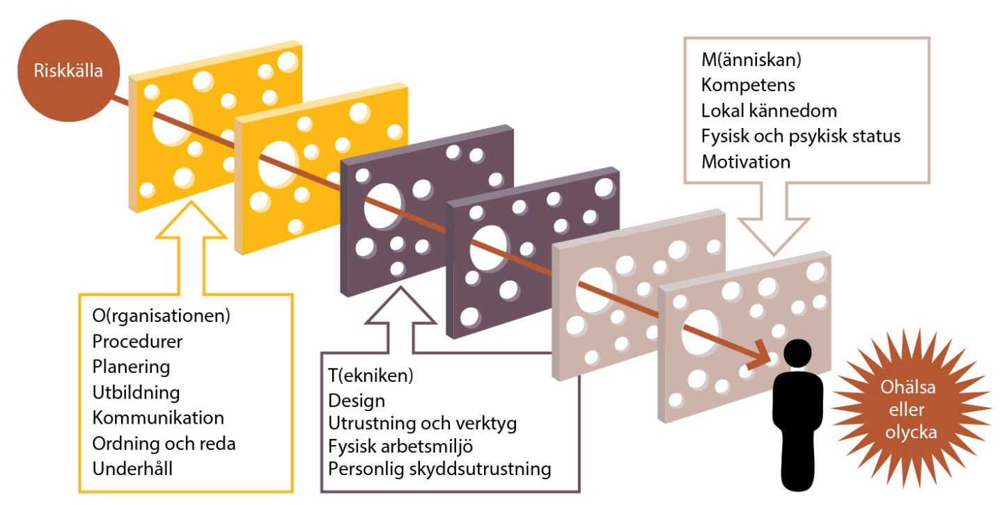 Riskkälla
M(änniskan)
Kompetens
Lokal kännedom
Fysisk och psykisk status
Motivation
O(rganisationen)
Procedurer
Planering
Utbildning
Kommunikation
Ordning och reda
Underhåll
T(ekniken)
Design
Utrustning och verktyg
Fysisk arbetsmiljö
Personlig skyddsutrustning
Ohälsa
eller
olycka